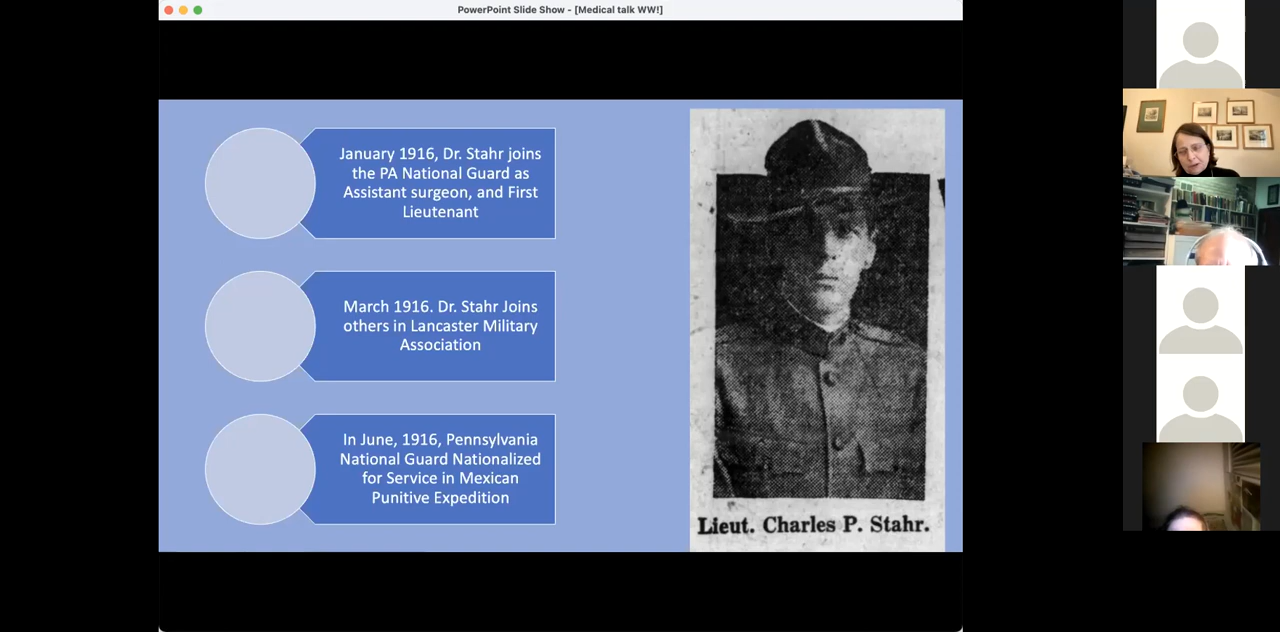 PowerPoint Slide Show - [Medical talk WW!]
January 1916, Dr. Stahr joins
the PA National Guard as
Assistant surgeon, and First
Lieutenant
March 1916. Dr. Stahr Joins
others in Lancaster Military
Association
In June, 1916, Pennsylvania
National Guard Nationalized
for Service in Mexican
Punitive Expedition
Lieut. Charles P. Stahr.